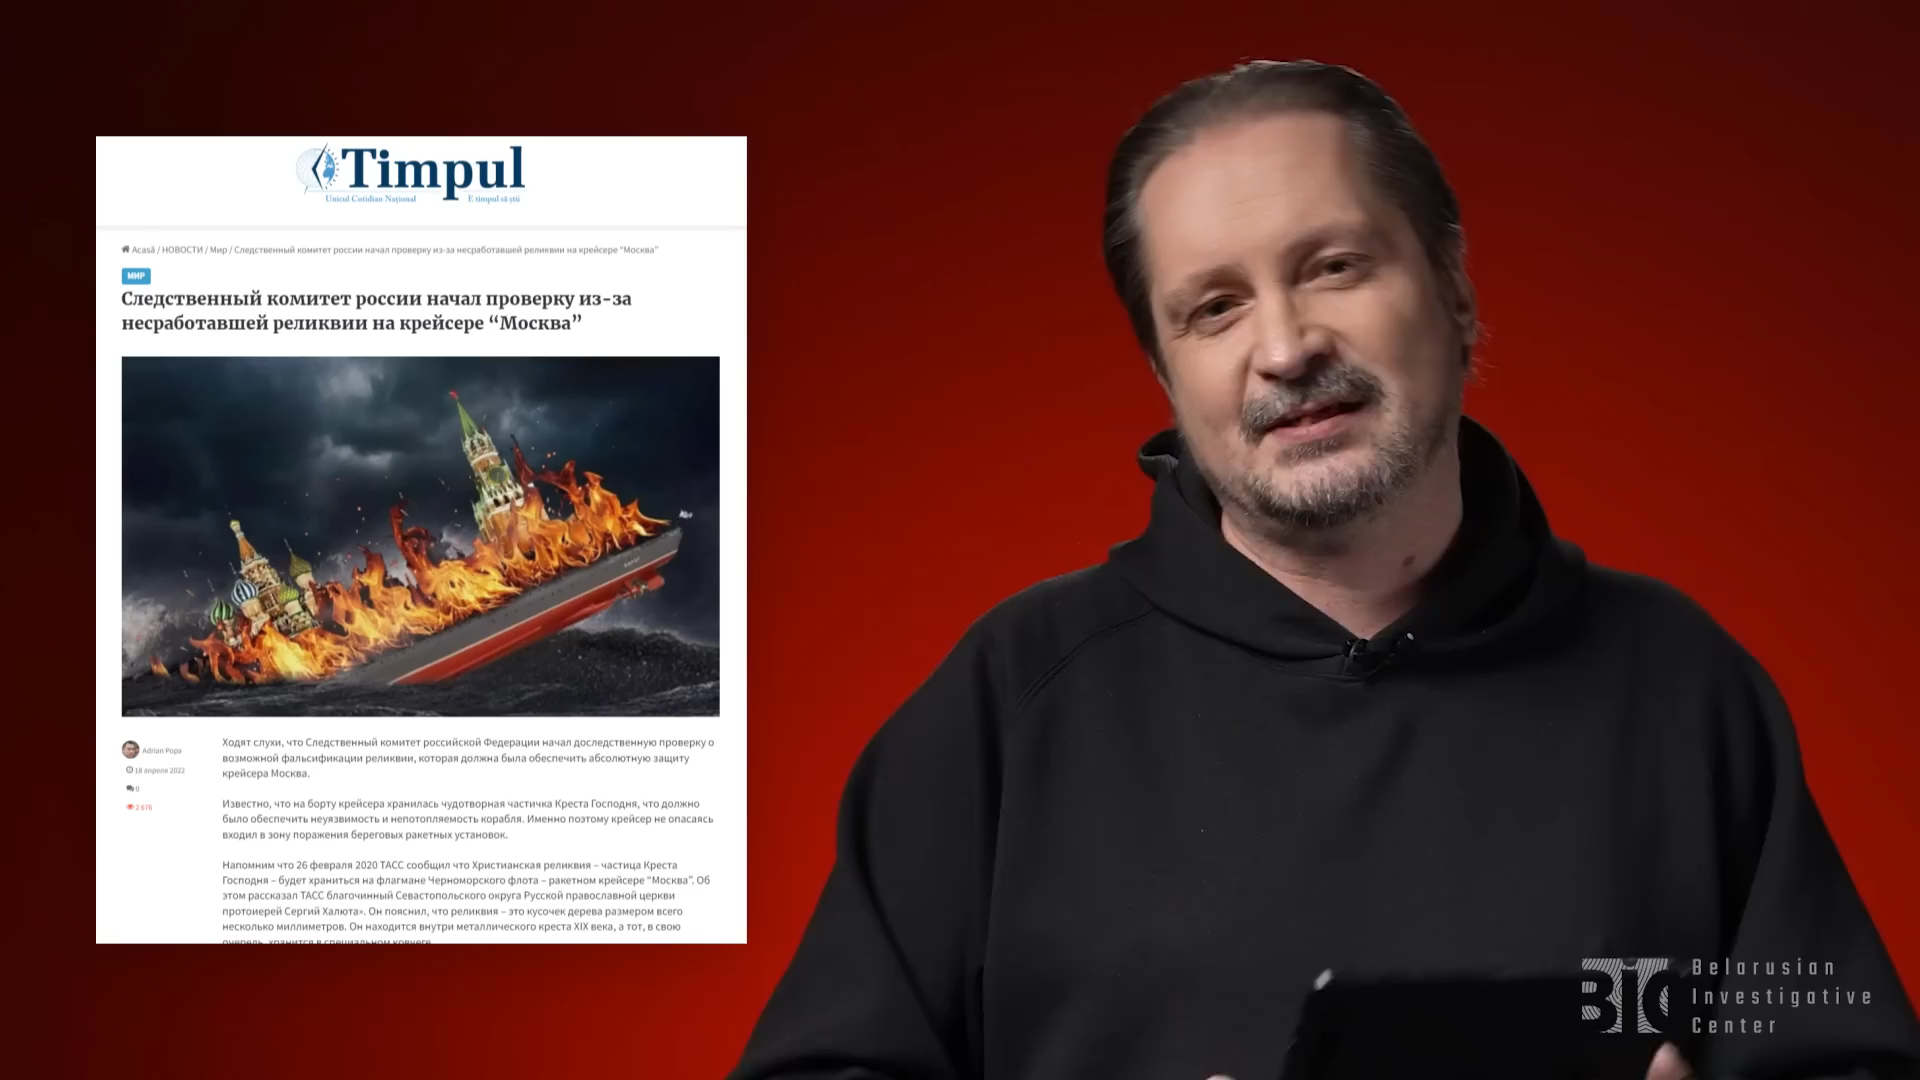 Timpul
Unicul Cotidian Național E timpul să știi
Acasă / НОВОСТИ / Мир / Следственный комитет россии начал проверку из-за несработавшей реликвии на крейсере “Москва”
МИР
Следственный комитет россии начал проверку из-за
несработавшей реликвии на крейсере “Москва”
Adrian Popa
18 апреля 2022
0
2 676
Ходят слухи, что Следственный комитет российской Федерации начал доследственную проверку о
возможной фальсификации реликвии, которая должна была обеспечить абсолютную защиту
крейсера Москва.
Известно, что на борту крейсера хранилась чудотворная частичка Креста Господня, что должно
было обеспечить неуязвимость и непотопляемость корабля. Именно поэтому крейсер не опасаясь
входил в зону поражения береговых ракетных установок.
Напомним что 26 февраля 2020 ТАСС сообщил что Христианская реликвия – частица Креста
Господня – будет храниться на флагмане Черноморского флота – ракетном крейсере “Москва”. Об
этом рассказал ТАСС благочинный Севастопольского округа Русской православной церкви
протоиерей Сергий Халюта». Он пояснил, что реликвия – это кусочек дерева размером всего
несколько миллиметров. Он находится внутри металлического креста XIX века, а тот, в свою
очередь, хранится в специальном ковчеге.
BIC
Belarusian
Investigative
Center